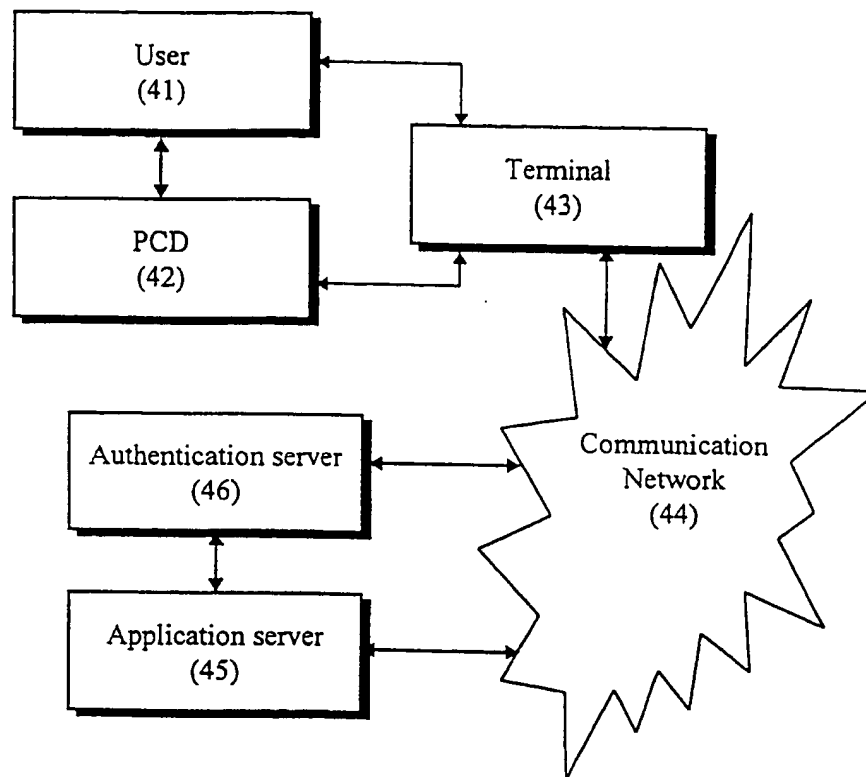 User
(41)
Terminal
(43)
PCD
(42)
Communication
Network
(44)
Authentication server
(46)
Application server
(45)